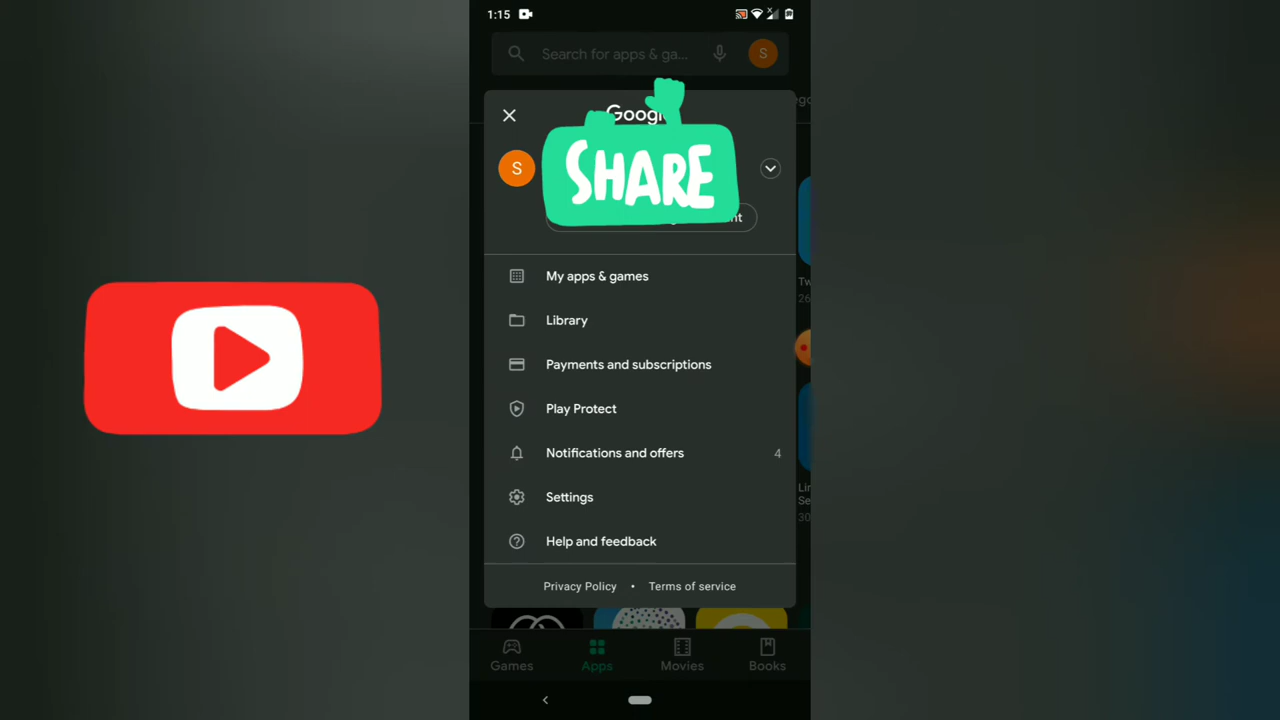 1:15
Search for apps & ga...
S
Googl
SHARE
S
nt
My apps & games
Library
Payments and subscriptions
Play Protect
Notifications and offers 4
Settings
Help and feedback
Privacy Policy • Terms of service
Games Apps Movies Books